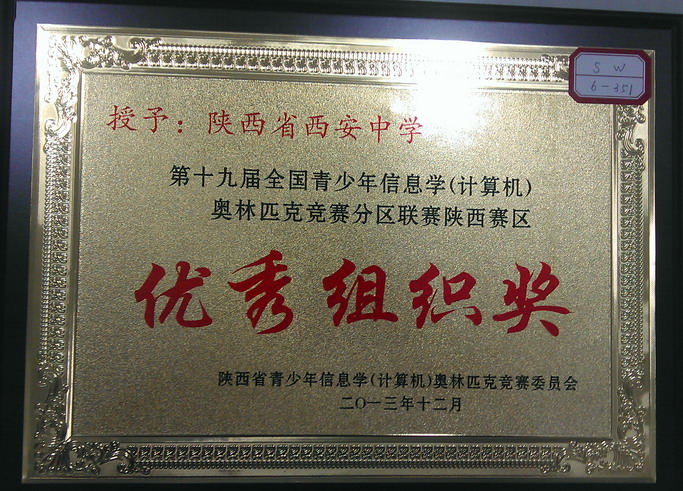 SW
6-351
授予：陕西省西安中学
第十九届全国青少年信息学(计算机)
奥林匹克竞赛分区联赛陕西赛区
优秀组织奖
陕西省青少年信息学(计算机)奥林匹克竞赛委员会
二〇一三年十二月